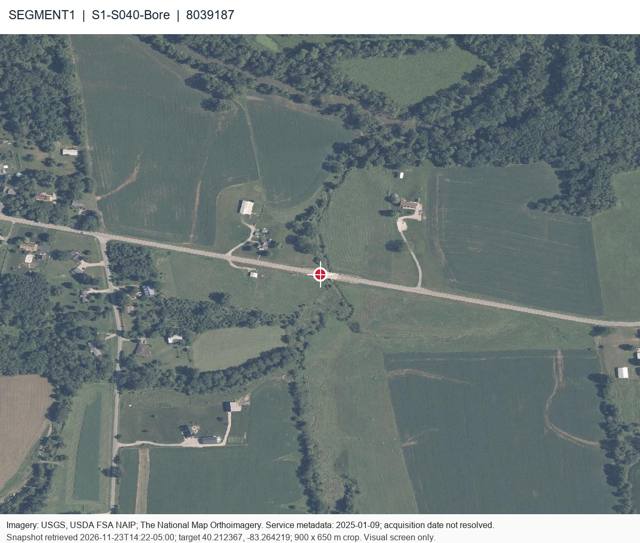 SEGMENT1 | S1-S040-Bore | 8039187
Imagery: USGS, USDA FSA NAIP; The National Map Orthoimagery. Service metadata: 2025-01-09; acquisition date not resolved.
Snapshot retrieved 2026-11-23T14:22-05:00; target 40.212367, -83.264219; 900 x 650 m crop. Visual screen only.